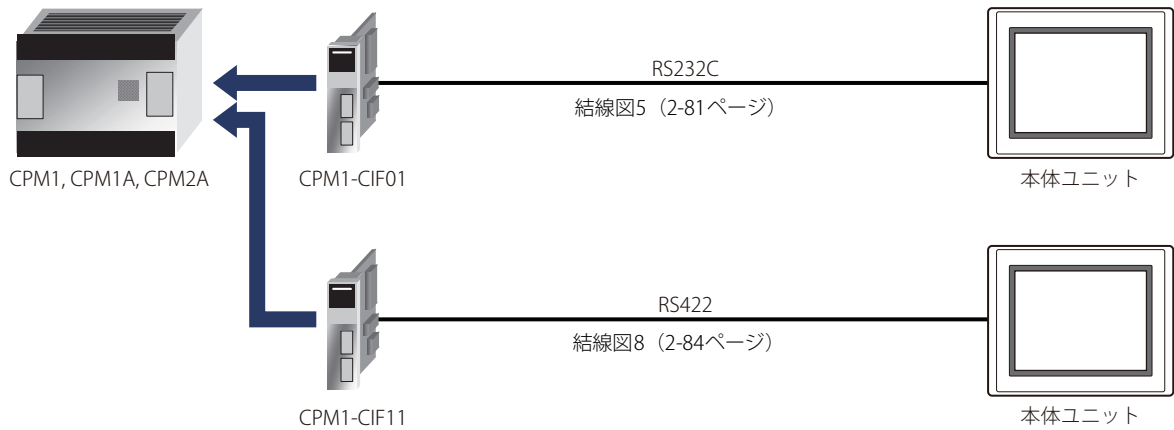 RS232C
結線図5（2-81ページ）
CPM1, CPM1A, CPM2A
CPM1-CIF01
本体ユニット
RS422
結線図8（2-84ページ）
CPM1-CIF11
本体ユニット